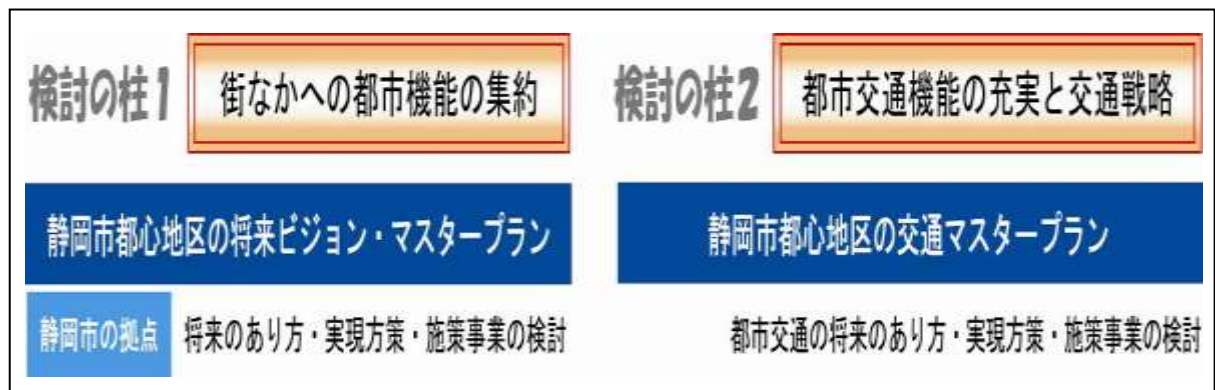 検討の柱1
街なかへの都市機能の集約
検討の柱2
都市交通機能の充実と交通戦略
静岡市都心地区の将来ビジョン・マスタープラン
静岡市都心地区の交通マスタープラン
静岡市の拠点
将来のあり方・実現方策・施策事業の検討
都市交通の将来のあり方・実現方策・施策事業の検討